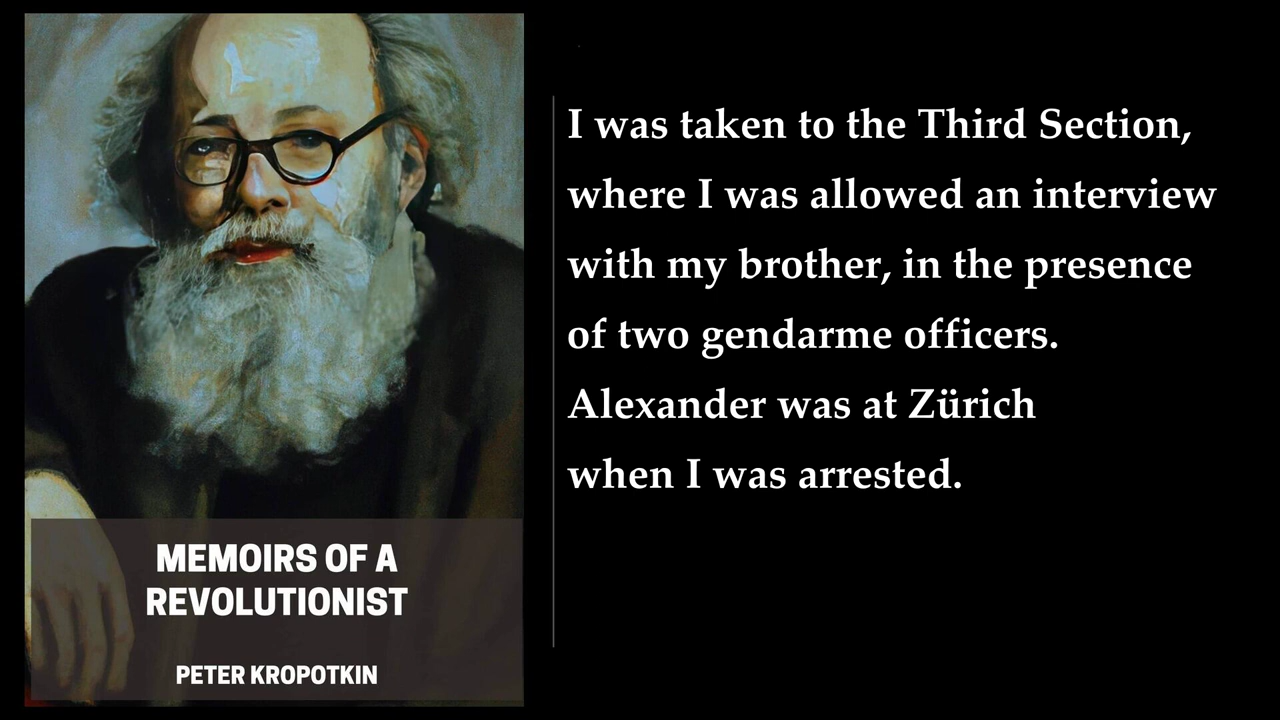 MEMOIRS OF A
REVOLUTIONIST
PETER KROPOTKIN
I was taken to the Third Section,
where I was allowed an interview
with my brother, in the presence
of two gendarme officers.
Alexander was at Zürich
when I was arrested.